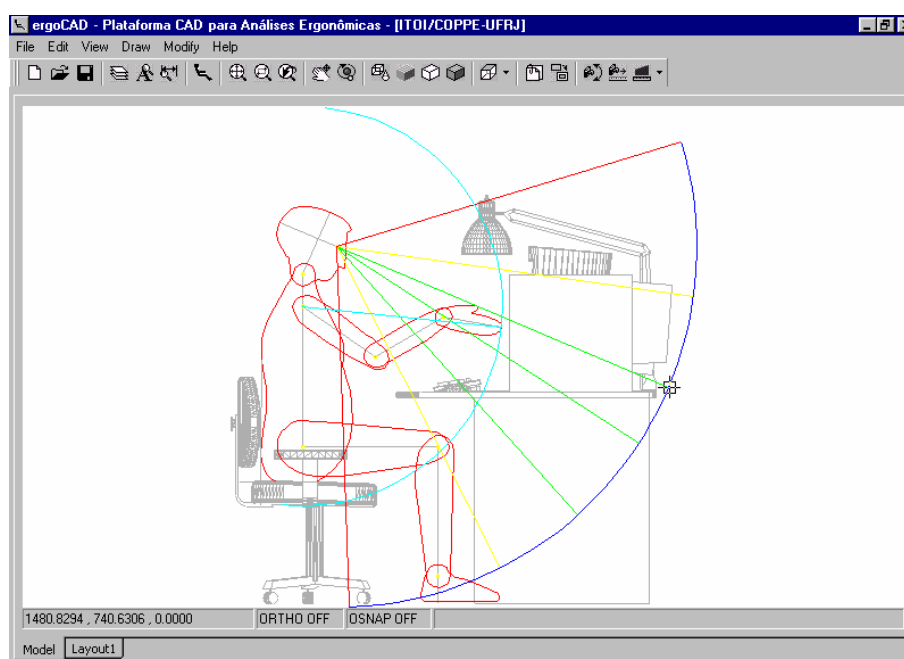 ergoCAD - Plataforma CAD para Análises Ergonômicas - [ITOI/COPPE-UFRJ]
File Edit View Draw Modify Help
1480.8294 , 740.6306 , 0.0000 ORTHO OFF OSNAP OFF
Model Layout1